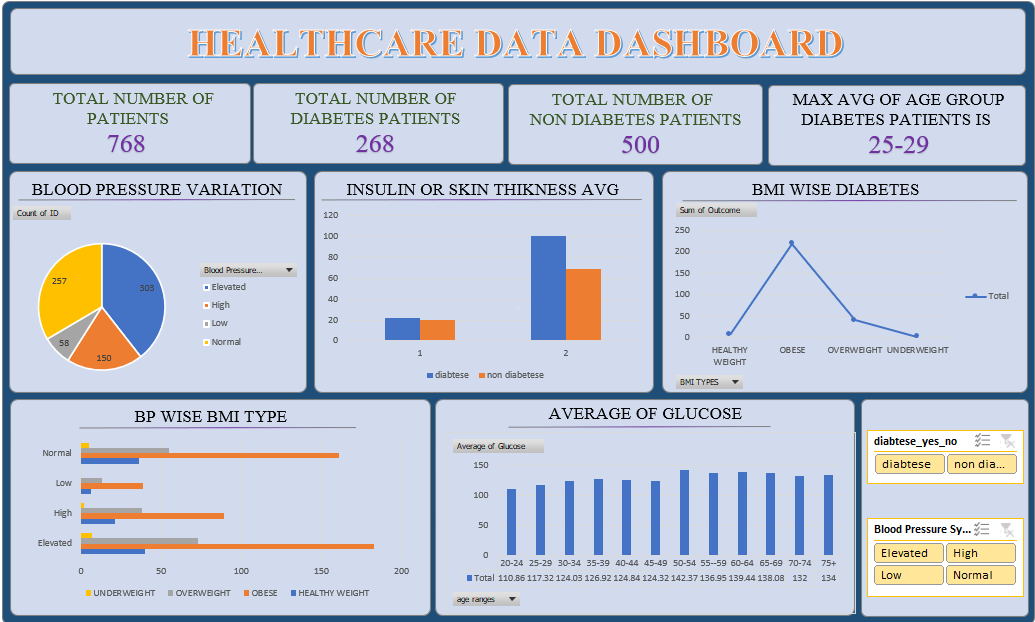 HEALTHCARE DATA DASHBOARD
TOTAL NUMBER OF
PATIENTS
768
TOTAL NUMBER OF
DIABETES PATIENTS
268
TOTAL NUMBER OF
NON DIABETES PATIENTS
500
MAX AVG OF AGE GROUP
DIABETES PATIENTS IS
25-29
BLOOD PRESSURE VARIATION
Count of ID
257
303
58
150
Blood Pressure...
Elevated
High
Low
Normal
INSULIN OR SKIN THIKNESS AVG
120
100
80
60
40
20
0
1 2
diabtese non diabetese
BMI WISE DIABETES
Sum of Outcome
250
200
150
100
50
0
HEALTHY
WEIGHT
OBESE OVERWEIGHT UNDERWEIGHT
Total
BMI TYPES
BP WISE BMI TYPE
Normal
Low
High
Elevated
0 50 100 150 200
UNDERWEIGHT OVERWEIGHT OBESE HEALTHY WEIGHT
AVERAGE OF GLUCOSE
Average of Glucose
150
100
50
0
20-24 25-29 30-34 35-39 40-44 45-49 50-54 55--59 60-64 65-69 70-74 75+
Total 110.86 117.32 124.03 126.92 124.84 124.32 142.37 136.95 139.44 138.08 132 134
age ranges
diabtese_yes_no
diabtese non dia...
Blood Pressure Sy...
Elevated High
Low Normal